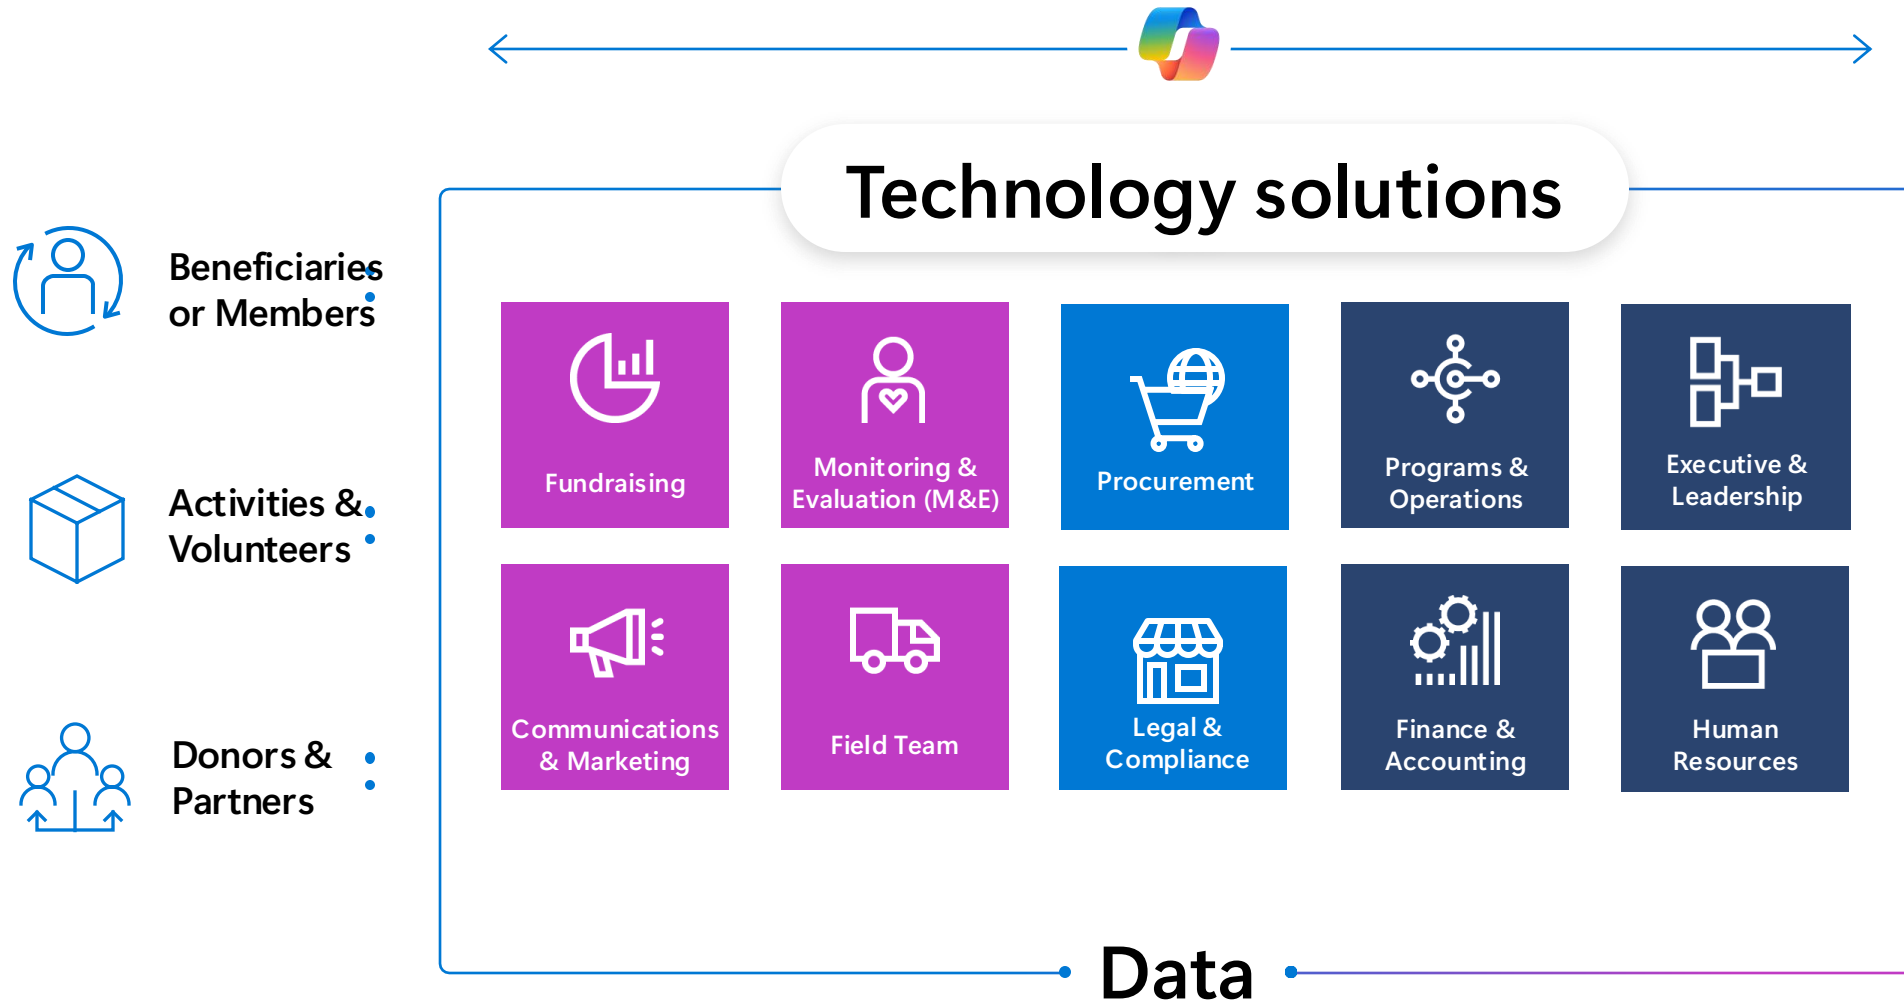 Technology solutions
Beneficiaries
or Members
Activities &
Volunteers
Donors &
Partners
Fundraising
Monitoring &
Evaluation (M&E)
Procurement
Programs &
Operations
Executive &
Leadership
Communications
& Marketing
Field Team
Legal &
Compliance
Finance &
Accounting
Human
Resources
Data